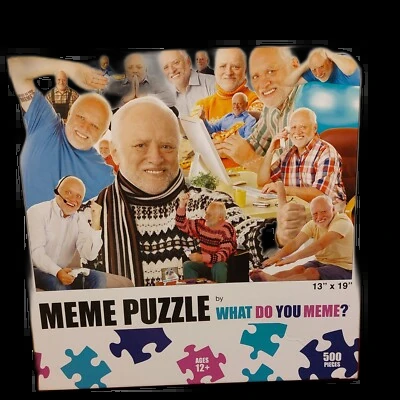 13" x 19"
MEME PUZZLE by WHAT DO YOU MEME?
AGES
12+
500
PIECES